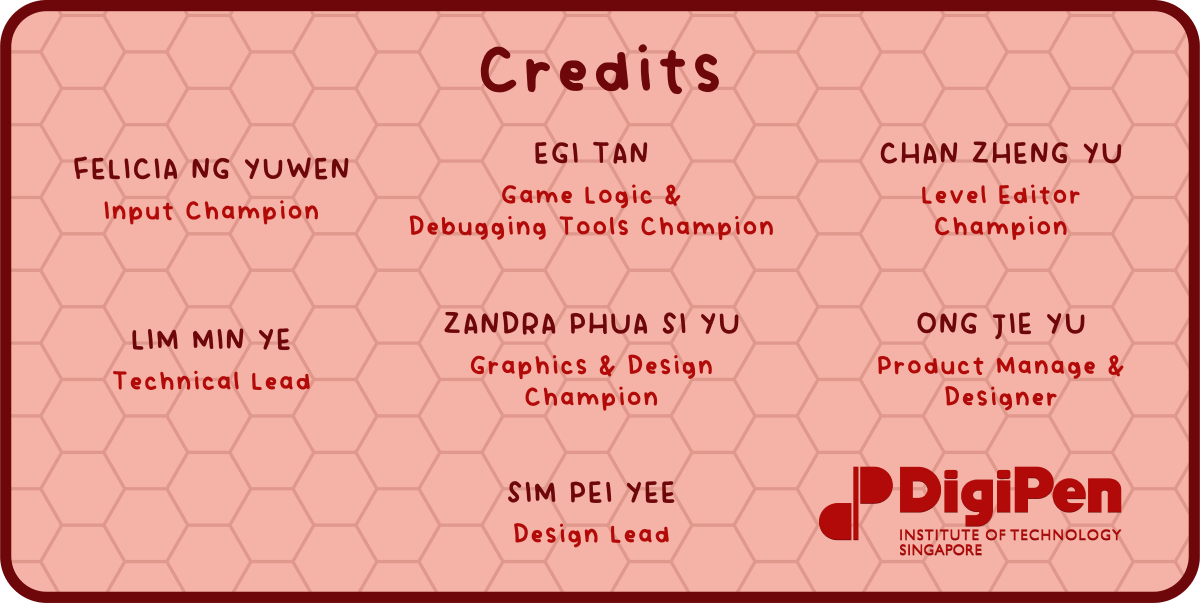 Credits
FELICIA NG YUWEN
Input Champion
EGI TAN
Game Logic &
Debugging Tools Champion
CHAN ZHENG YU
Level Editor
Champion
LIM MIN YE
Technical Lead
ZANDRA PHUA SI YU
Graphics & Design
Champion
ONG JIE YU
Product Manage &
Designer
SIM PEI YEE
Design Lead
DigiPen
INSTITUTE OF TECHNOLOGY
SINGAPORE